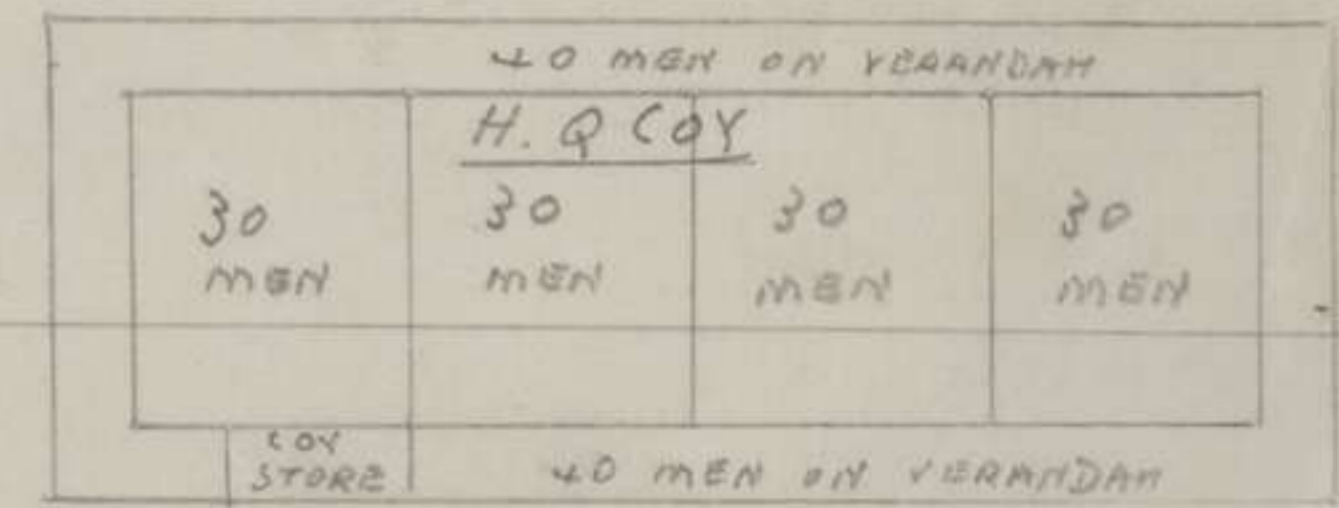 40 MEN ON VERANDAH
H. Q COY
30 30 30 30
MEN MEN MEN MEN
COY
STORE
40 MEN ON VERANDAH